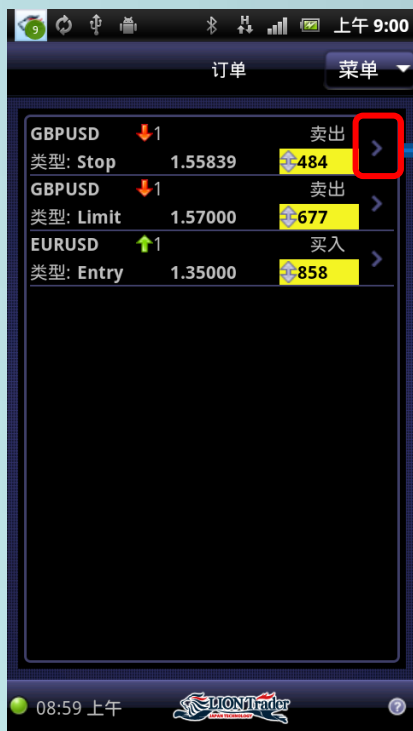 9 H 上午 9:00
订单 菜单
GBPUSD 1 卖出
类型: Stop 1.55839 484
GBPUSD 1 卖出
类型: Limit 1.57000 677
EURUSD 1 买入
类型: Entry 1.35000 858
08:59 上午 LION Trader ?
JAPAN TECHNOLOGY